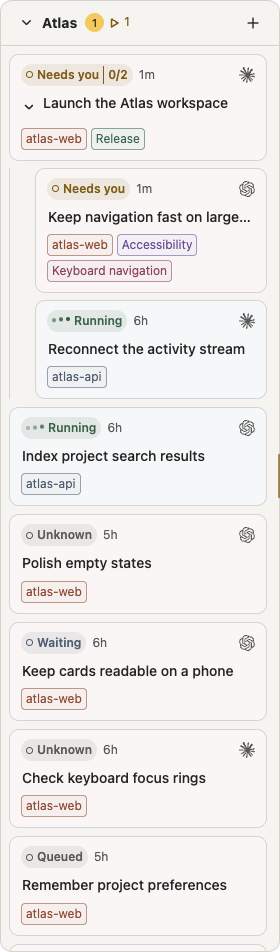 Atlas 1 1
Needs you 0/2 1m
Launch the Atlas workspace
atlas-web Release
Needs you 1m
Keep navigation fast on large...
atlas-web Accessibility
Keyboard navigation
Running 6h
Reconnect the activity stream
atlas-api
Running 6h
Index project search results
atlas-api
Unknown 5h
Polish empty states
atlas-web
Waiting 6h
Keep cards readable on a phone
atlas-web
Unknown 6h
Check keyboard focus rings
atlas-web
Queued 5h
Remember project preferences
atlas-web